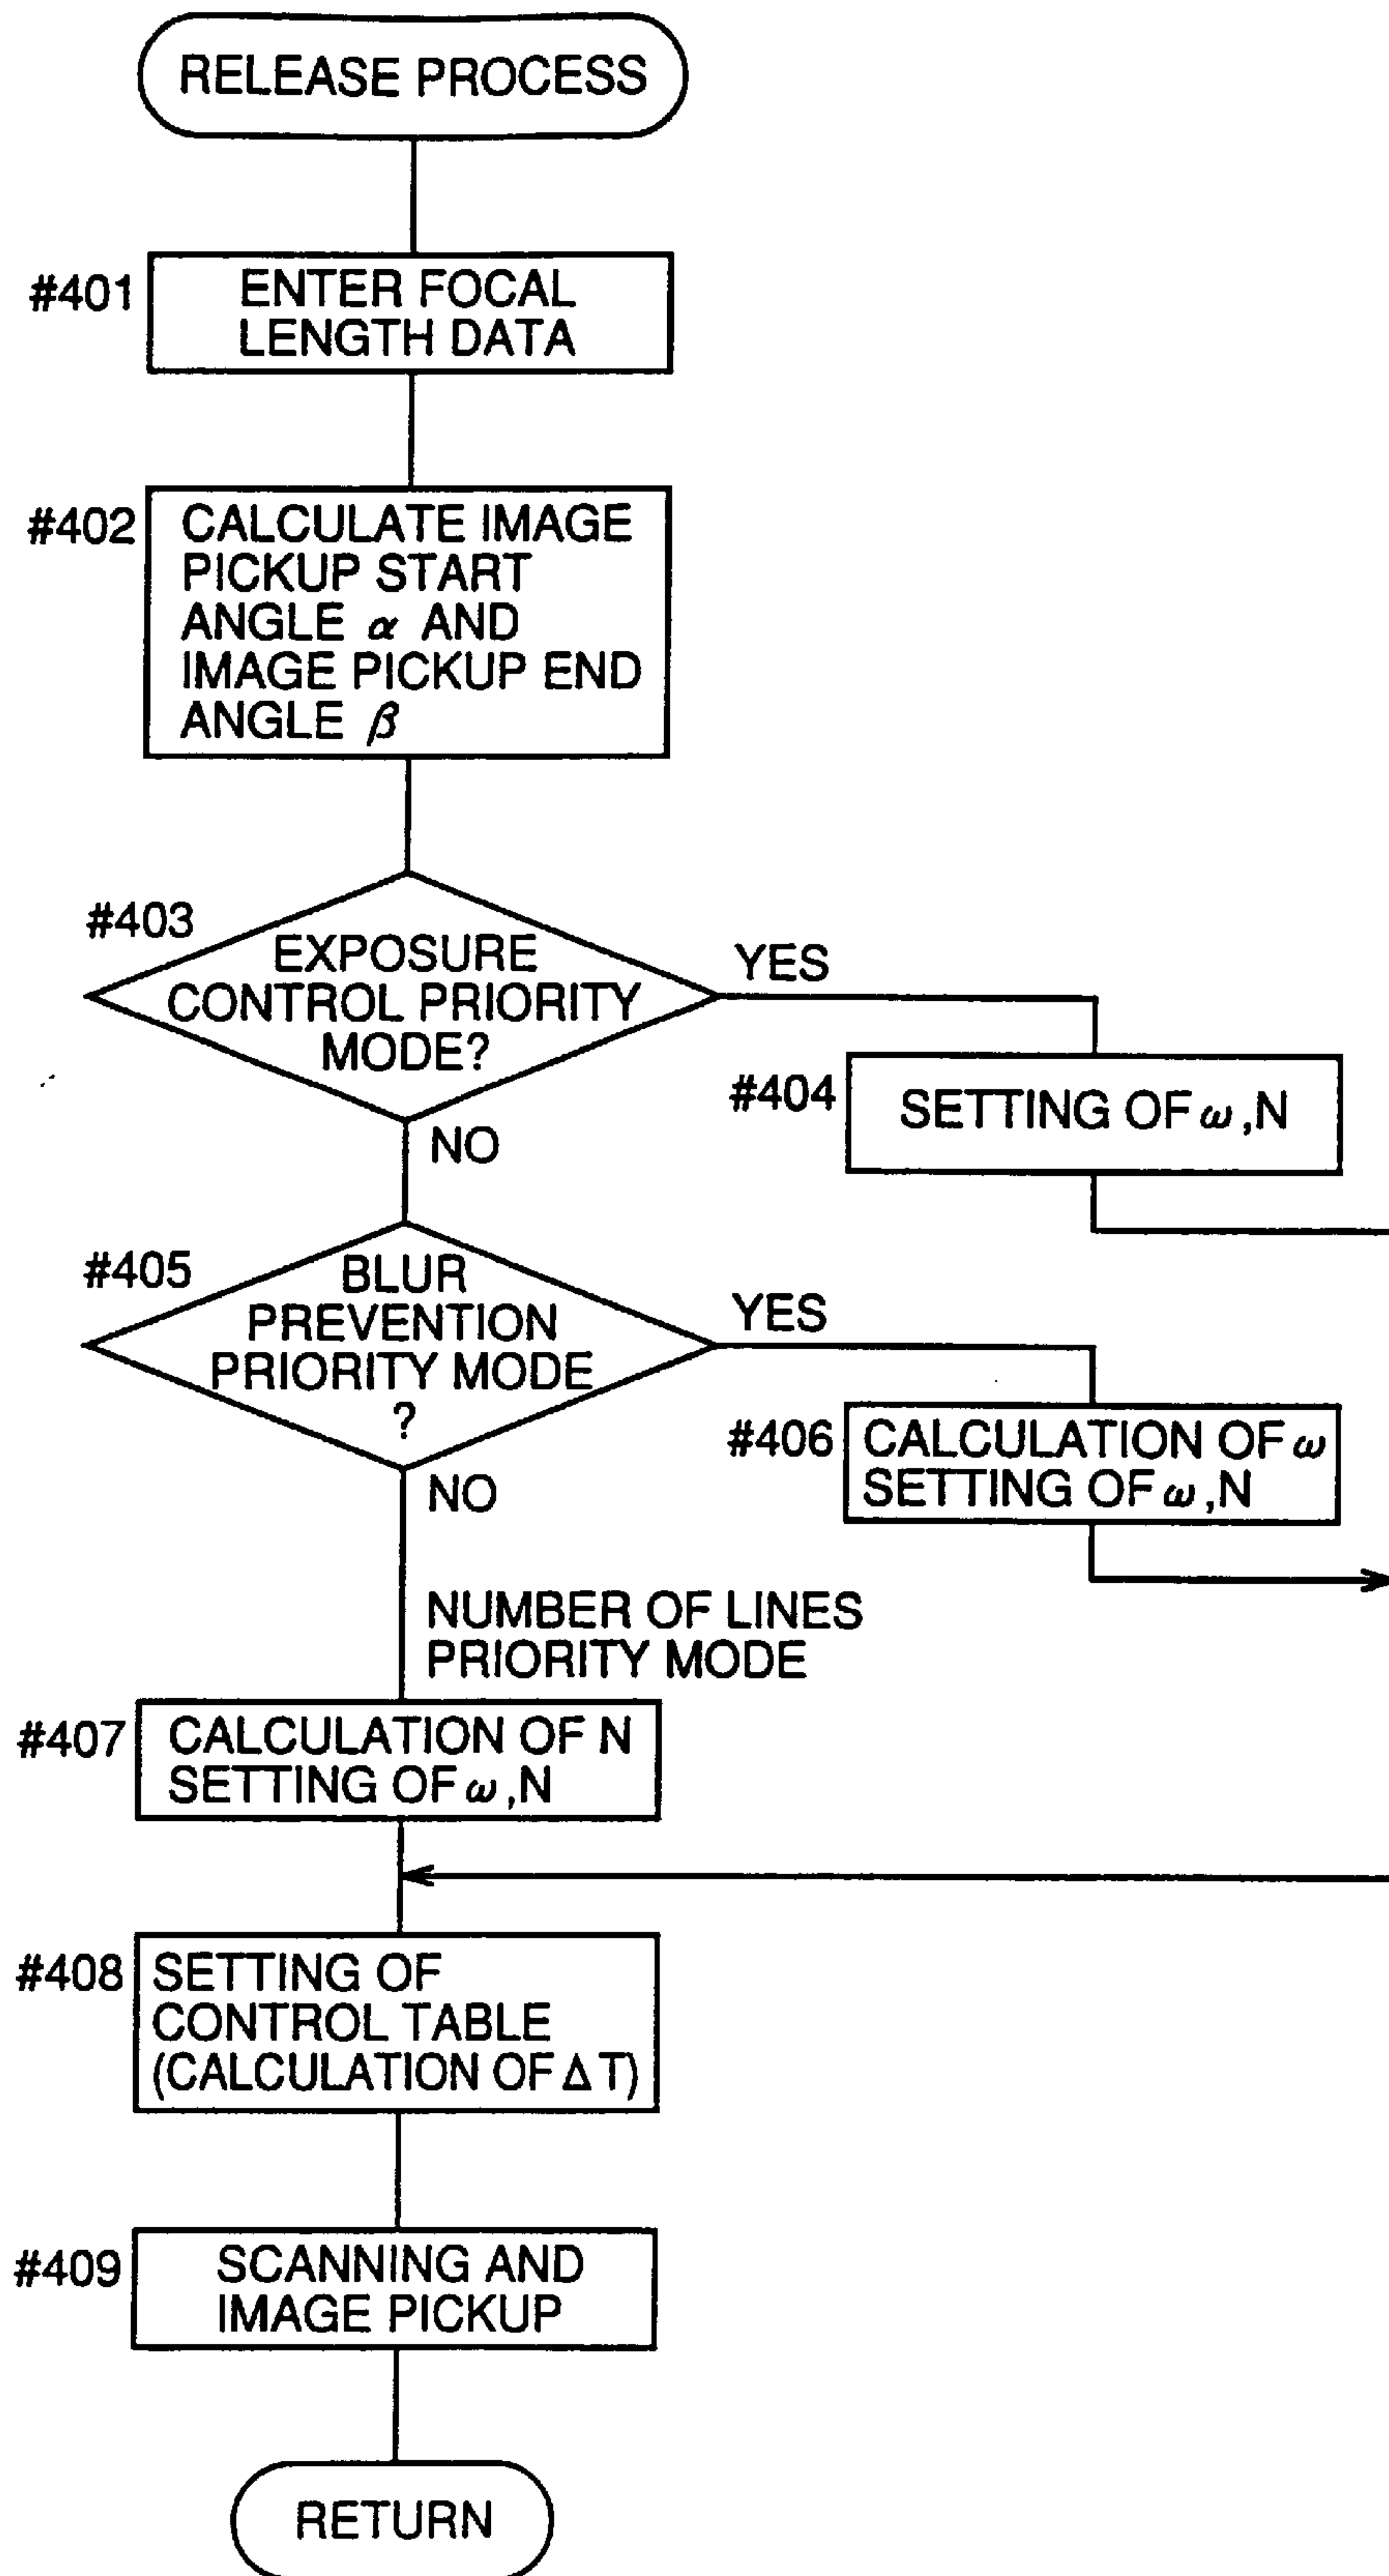 RELEASE PROCESS
#401
ENTER FOCAL
LENGTH DATA
#402
CALCULATE IMAGE
PICKUP START
ANGLE α AND
IMAGE PICKUP END
ANGLE β
#403
EXPOSURE
CONTROL PRIORITY
MODE?
YES
#404
SETTING OF ω,N
NO
#405
BLUR
PREVENTION
PRIORITY MODE
?
YES
#406
CALCULATION OF ω
SETTING OF ω,N
NO
NUMBER OF LINES
PRIORITY MODE
#407
CALCULATION OF N
SETTING OF ω,N
#408
SETTING OF
CONTROL TABLE
(CALCULATION OF ΔT)
#409
SCANNING AND
IMAGE PICKUP
RETURN